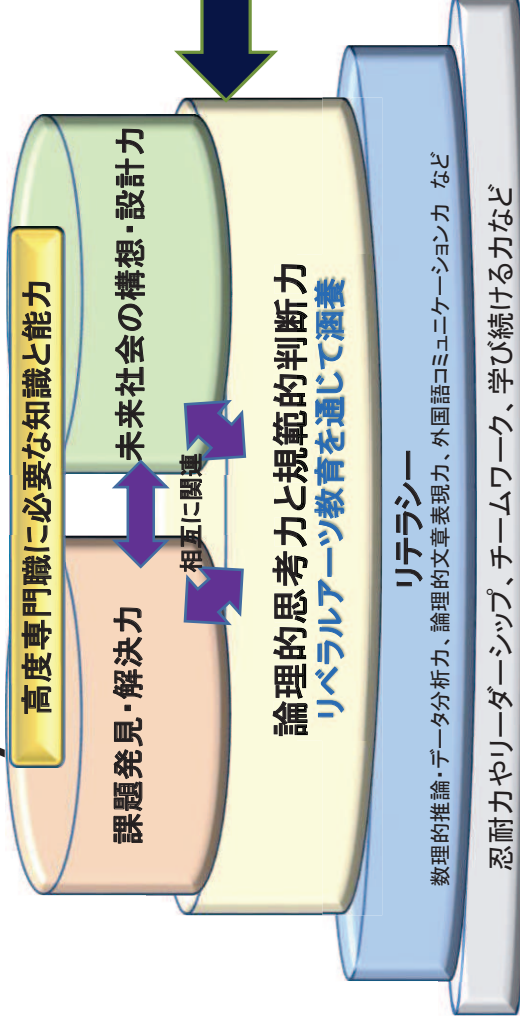 高度専門職に必要な知識と能力
課題発見・解決力
未来社会の構想・設計力
相互に関連
論理的思考力と規範的判断力
リベラルアーツ教育を通じて涵養
リテラシー
数理的推論・データ分析力、論理的文章表現力、外国語コミュニケーション力 など
忍耐力やリーダーシップ、チームワーク、学び続ける力など